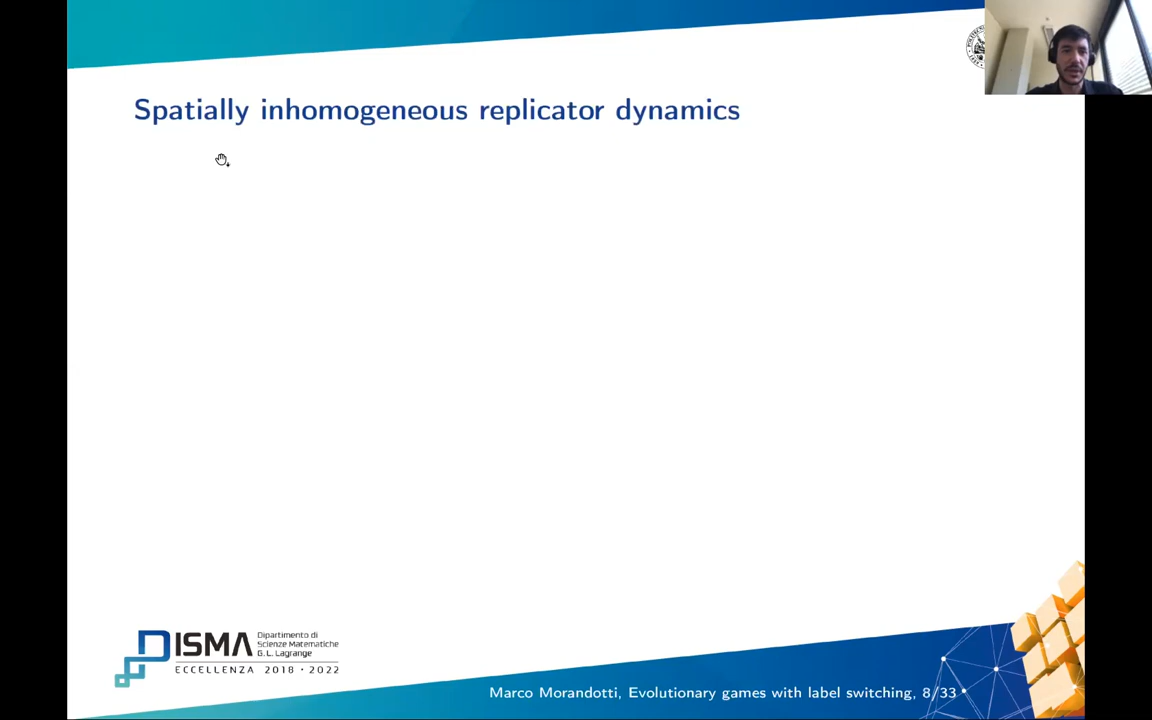 Spatially inhomogeneous replicator dynamics
DISMA
Dipartimento di
Scienze Matematiche
G. L. Lagrange
ECCELLENZA 2018 · 2022
Marco Morandotti, Evolutionary games with label switching, 8/33